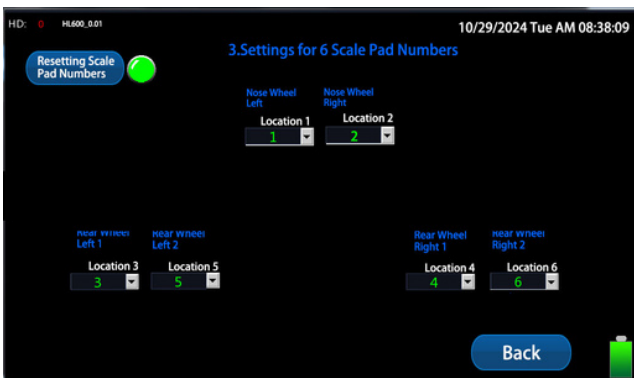 HD: 0 HL600_0.01
10/29/2024 Tue AM 08:38:09
3.Settings for 6 Scale Pad Numbers
Resetting Scale
Pad Numbers
Nose Wheel
Left
Nose Wheel
Right
Location 1
Location 2
1
2
Rear Wheel
Left 1
Rear Wheel
Left 2
Rear Wheel
Right 1
Rear Wheel
Right 2
Location 3
Location 5
Location 4
Location 6
3
5
4
6
Back